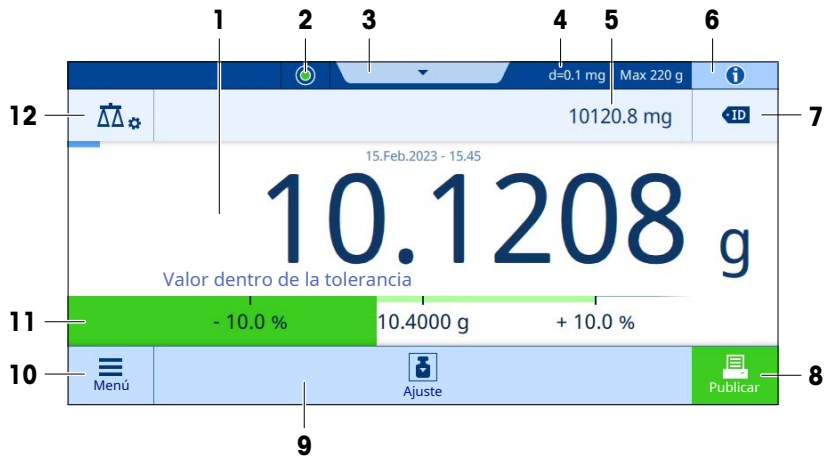 1 2 3 4 5 6
d=0.1 mg Max 220 g
12 10120.8 mg ID 7
15.Feb.2023 - 15.45
10.1208 g
Valor dentro de la tolerancia
11 - 10.0 % 10.4000 g + 10.0 %
10 Menú Ajuste Publicar 8
9